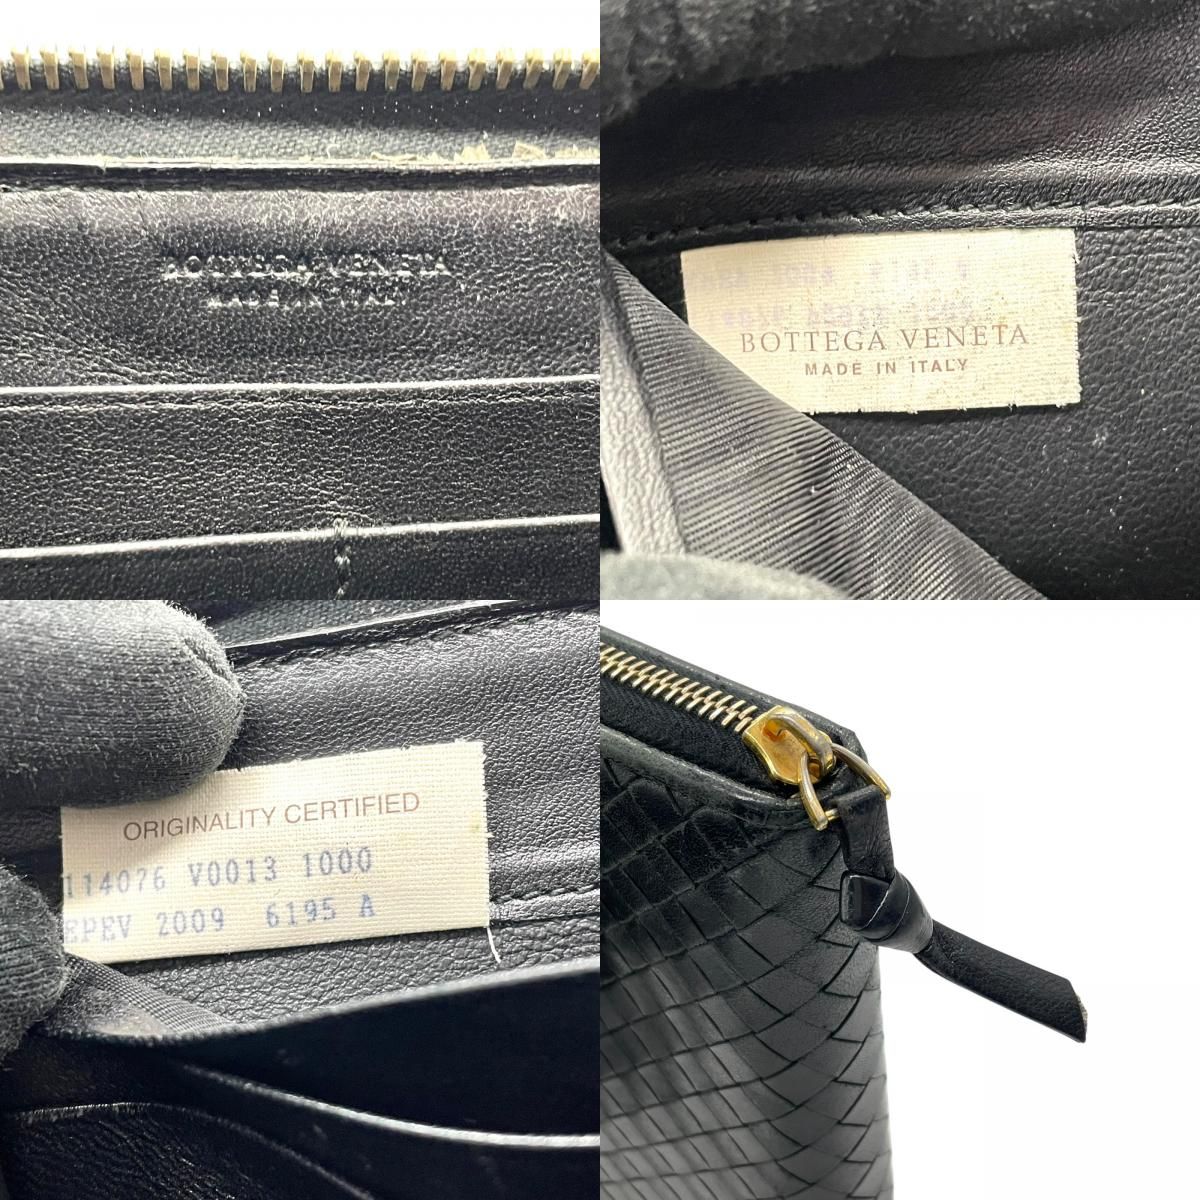 BOTTEGA VENETA
MADE IN ITALY
BOTTEGA VENETA
MADE IN ITALY
ORIGINALITY CERTIFIED
114076 V0013 1000
EPEV 2009 6195 A